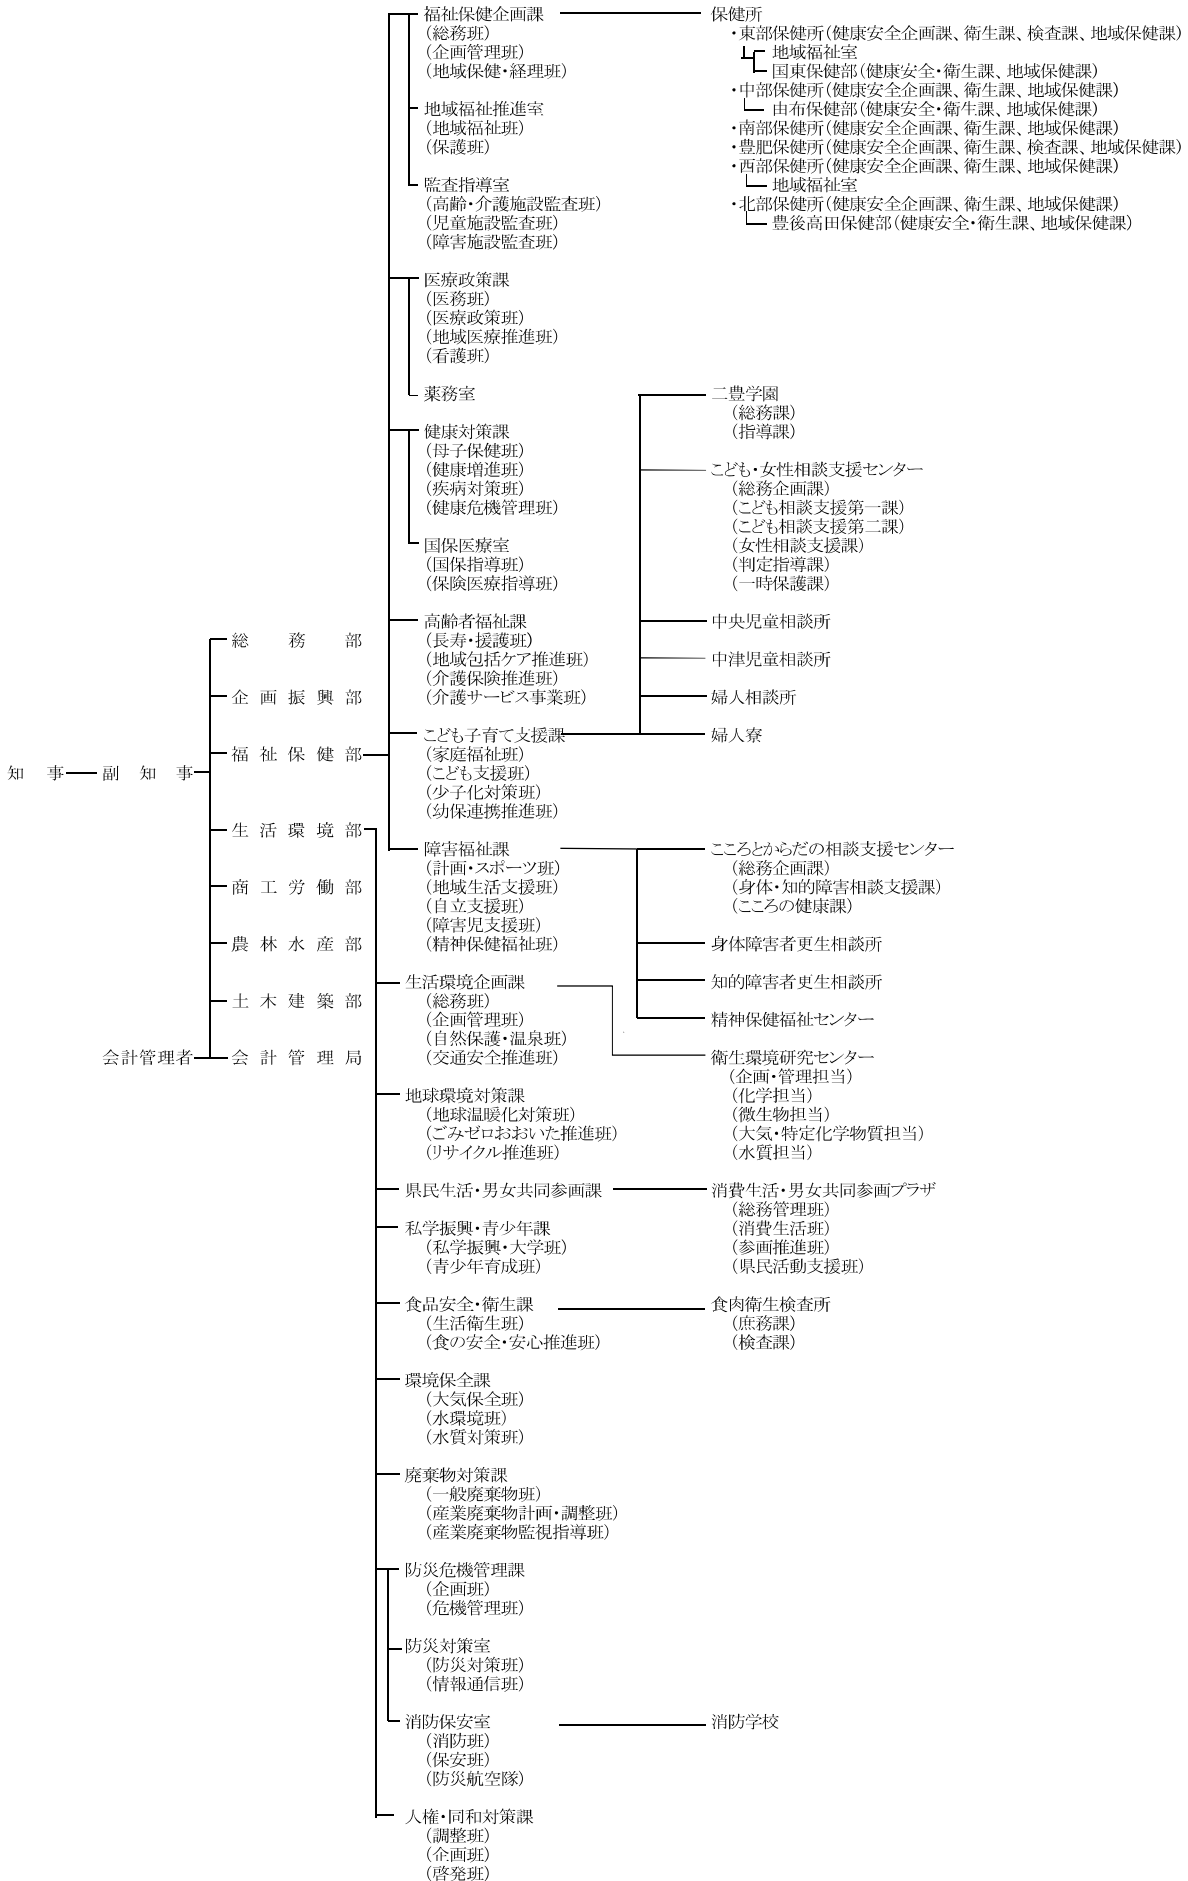 知　事
副　知　事
会計管理者
総　務　部
企画振興部
福祉保健部
生活環境部
商工労働部
農林水産部
土木建築部
会計管理局
福祉保健企画課
（総務班）
（企画管理班）
（地域保健・経理班）
地域福祉推進室
（地域福祉班）
（保護班）
監査指導室
（高齢・介護施設監査班）
（児童施設監査班）
（障害施設監査班）
医療政策課
（医務班）
（医療政策班）
（地域医療推進班）
（看護班）
薬務室
健康対策課
（母子保健班）
（健康増進班）
（疾病対策班）
（健康危機管理班）
国保医療室
（国保指導班）
（保険医療指導班）
高齢者福祉課
（長寿・援護班）
（地域包括ケア推進班）
（介護保険推進班）
（介護サービス事業班）
こども子育て支援課
（家庭福祉班）
（こども支援班）
（少子化対策班）
（幼保連携推進班）
障害福祉課
（計画・スポーツ班）
（地域生活支援班）
（自立支援班）
（障害児支援班）
（精神保健福祉班）
生活環境企画課
（総務班）
（企画管理班）
（自然保護・温泉班）
（交通安全推進班）
地球環境対策課
（地球温暖化対策班）
（ごみゼロおおいた推進班）
（リサイクル推進班）
県民生活・男女共同参画課
私学振興・青少年課
（私学振興・大学班）
（青少年育成班）
食品安全・衛生課
（生活衛生班）
（食の安全・安心推進班）
環境保全課
（大気保全班）
（水環境班）
（水質対策班）
廃棄物対策課
（一般廃棄物班）
（産業廃棄物計画・調整班）
（産業廃棄物監視指導班）
防災危機管理課
（企画班）
（危機管理班）
防災対策室
（防災対策班）
（情報通信班）
消防保安室
（消防班）
（保安班）
（防災航空隊）
人権・同和対策課
（調整班）
（企画班）
（啓発班）
保健所
・東部保健所（健康安全企画課、衛生課、検査課、地域保健課）
地域福祉室
国東保健部（健康安全・衛生課、地域保健課）
・中部保健所（健康安全企画課、衛生課、地域保健課）
由布保健部（健康安全・衛生課、地域保健課）
・南部保健所（健康安全企画課、衛生課、地域保健課）
・豊肥保健所（健康安全企画課、衛生課、検査課、地域保健課）
・西部保健所（健康安全企画課、衛生課、地域保健課）
地域福祉室
・北部保健所（健康安全企画課、衛生課、地域保健課）
豊後高田保健部（健康安全・衛生課、地域保健課）
二豊学園
（総務課）
（指導課）
こども・女性相談支援センター
（総務企画課）
（こども相談支援第一課）
（こども相談支援第二課）
（女性相談支援課）
（判定指導課）
（一時保護課）
中央児童相談所
中津児童相談所
婦人相談所
婦人寮
こころとからだの相談支援センター
（総務企画課）
（身体・知的障害相談支援課）
（こころの健康課）
身体障害者更生相談所
知的障害者更生相談所
精神保健福祉センター
衛生環境研究センター
（企画・管理担当）
（化学担当）
（微生物担当）
（大気・特定化学物質担当）
（水質担当）
消費生活・男女共同参画プラザ
（総務管理班）
（消費生活班）
（参画推進班）
（県民活動支援班）
食肉衛生検査所
（庶務課）
（検査課）
消防学校